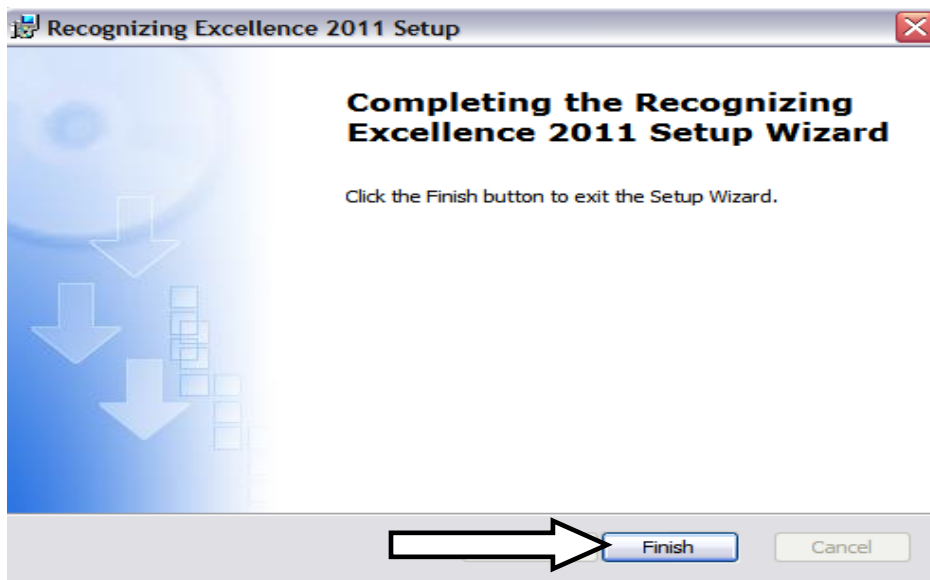 Recognizing Excellence 2011 Setup
Completing the Recognizing
Excellence 2011 Setup Wizard
Click the Finish button to exit the Setup Wizard.
Finish Cancel